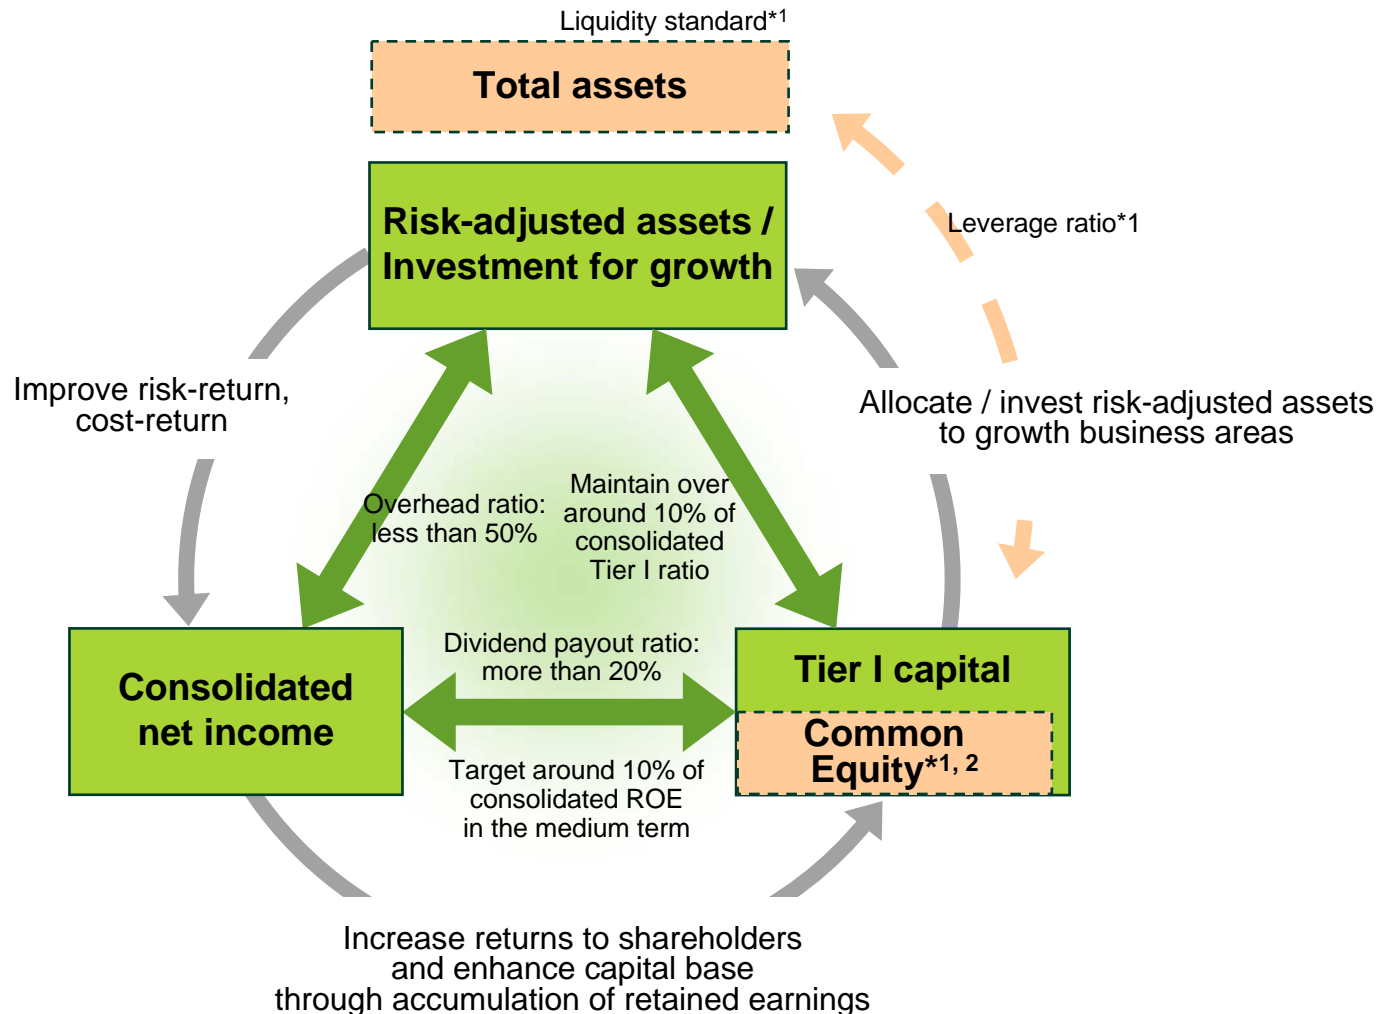 Liquidity standard*1
Total assets
Risk-adjusted assets /
Investment for growth
Leverage ratio*1
Improve risk-return,
cost-return
Allocate / invest risk-adjusted assets
to growth business areas
Overhead ratio:
less than 50%
Maintain over
around 10% of
consolidated
Tier I ratio
Dividend payout ratio:
more than 20%
Consolidated
net income
Tier I capital
Common
Equity*1, 2
Target around 10% of
consolidated ROE
in the medium term
Increase returns to shareholders
and enhance capital base
through accumulation of retained earnings